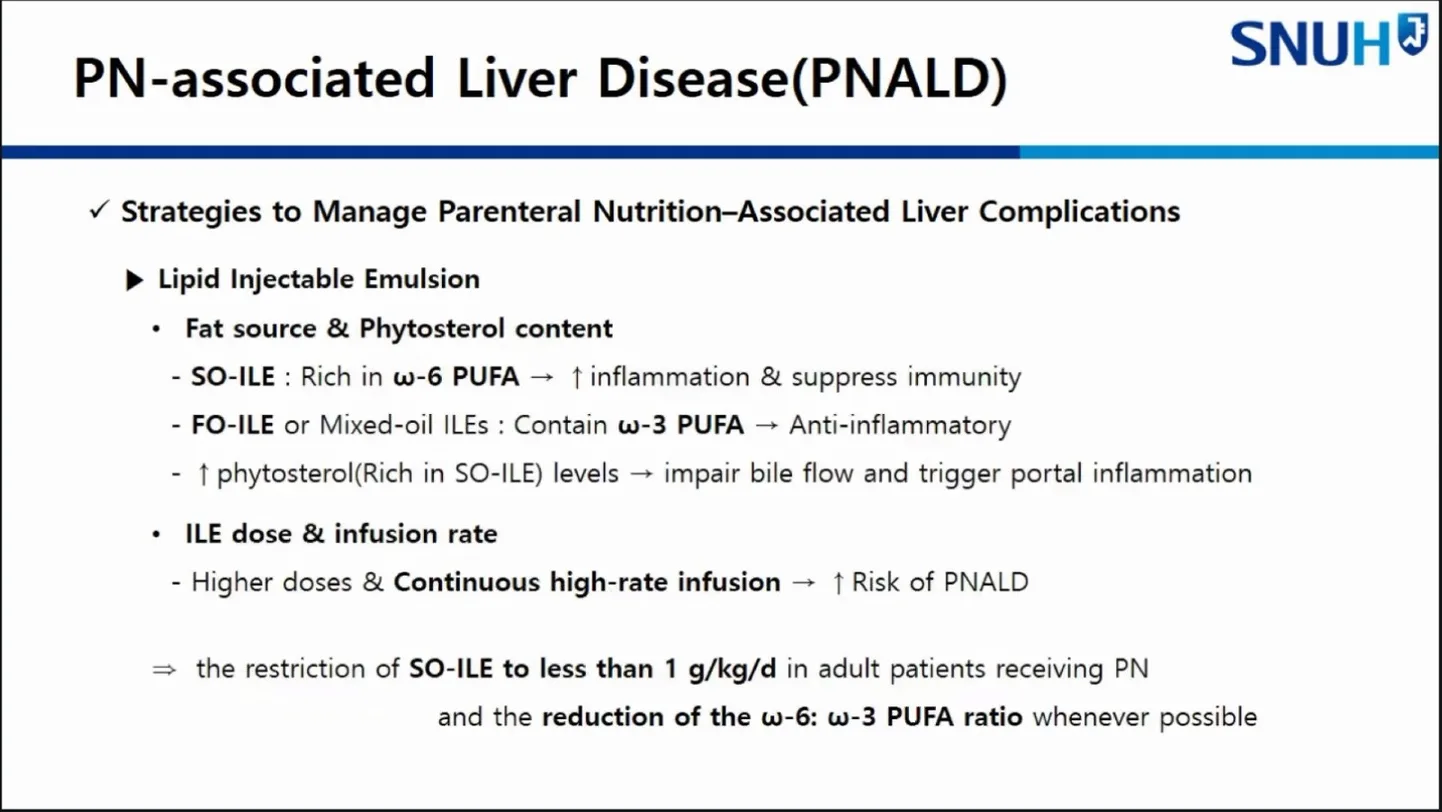 SNUH
PN-associated Liver Disease(PNALD)
✓ Strategies to Manage Parenteral Nutrition–Associated Liver Complications
▶ Lipid Injectable Emulsion
• Fat source & Phytosterol content
- SO-ILE : Rich in ω-6 PUFA → ↑inflammation & suppress immunity
- FO-ILE or Mixed-oil ILEs : Contain ω-3 PUFA → Anti-inflammatory
- ↑phytosterol(Rich in SO-ILE) levels → impair bile flow and trigger portal inflammation
• ILE dose & infusion rate
- Higher doses & Continuous high-rate infusion → ↑Risk of PNALD
⇒ the restriction of SO-ILE to less than 1 g/kg/d in adult patients receiving PN
and the reduction of the ω-6: ω-3 PUFA ratio whenever possible